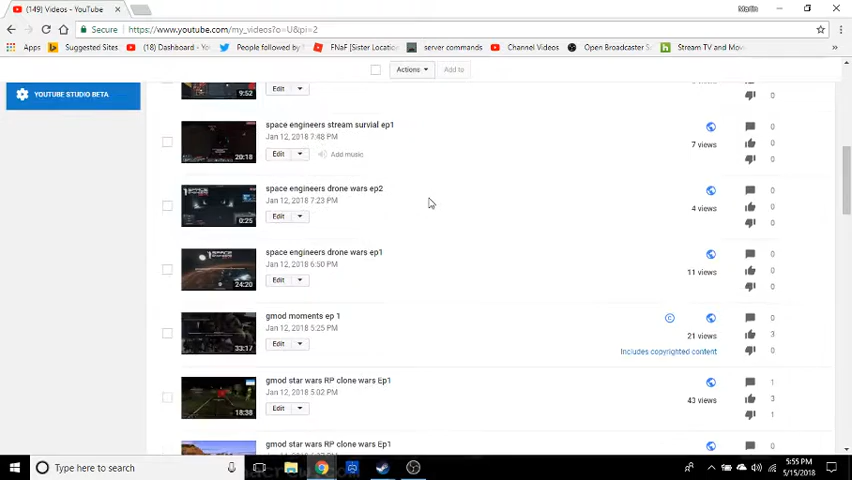 (149) Videos - YouTube
Matin
Secure https://www.youtube.com/my_videos?o=U&pi=2
Apps Suggested Sites (18) Dashboard - Yo People followed by FNaF [Sister Locatio server commands Channel Videos Open Broadcaster So Stream TV and Mov
Actions Add to
YOUTUBE STUDIO BETA
9:52
Edit
0
space engineers stream survial ep1
Jan 12, 2018 7:48 PM
Edit Add music
20:18
7 views
0
0
0
space engineers drone wars ep2
Jan 12, 2018 7:23 PM
Edit
0:25
4 views
0
0
0
space engineers drone wars ep1
Jan 12, 2018 6:50 PM
Edit
24:20
11 views
0
0
0
gmod moments ep 1
Jan 12, 2018 5:25 PM
Edit
33:17
21 views
Includes copyrighted content
0
3
0
gmod star wars RP clone wars Ep1
Jan 12, 2018 5:02 PM
Edit
18:38
43 views
1
3
1
gmod star wars RP clone wars Ep1
0
Type here to search
5:55 PM
5/15/2018